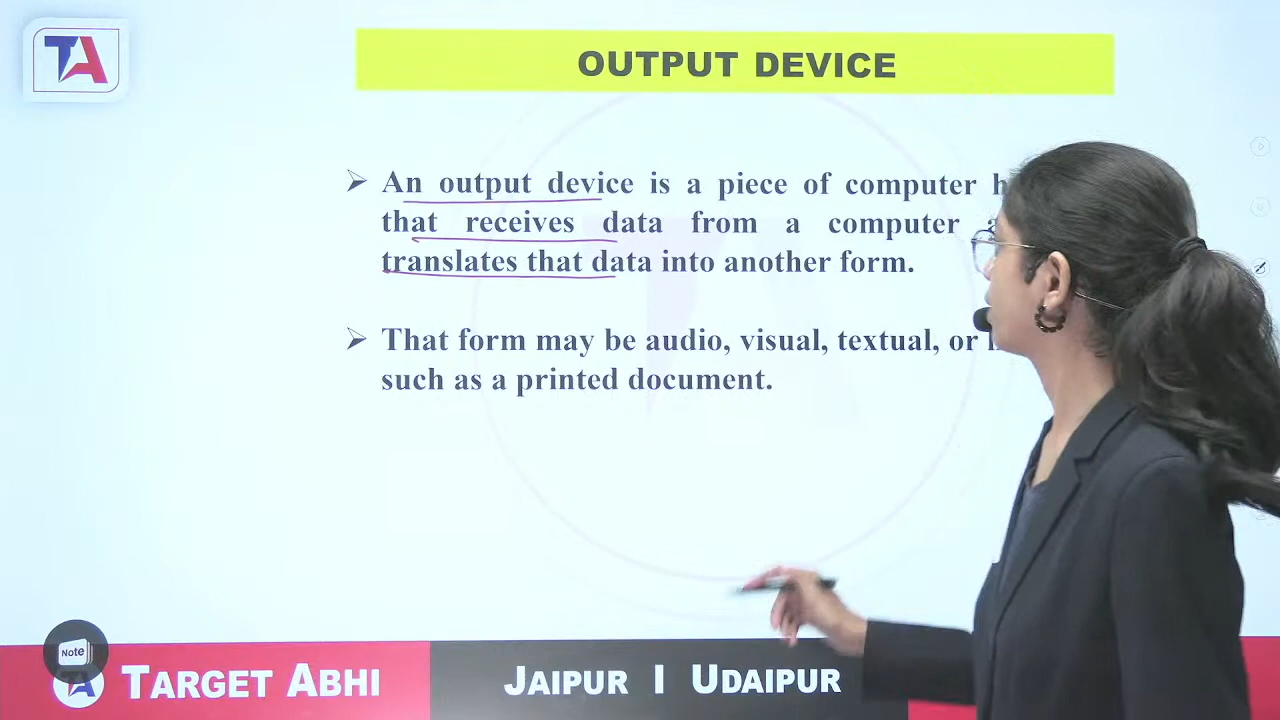 TA
OUTPUT DEVICE
An output device is a piece of computer
that receives data from a computer
translates that data into another form.
That form may be audio, visual, textual, or
such as a printed document.
Note
TARGET ABHI
JAIPUR | UDAIPUR